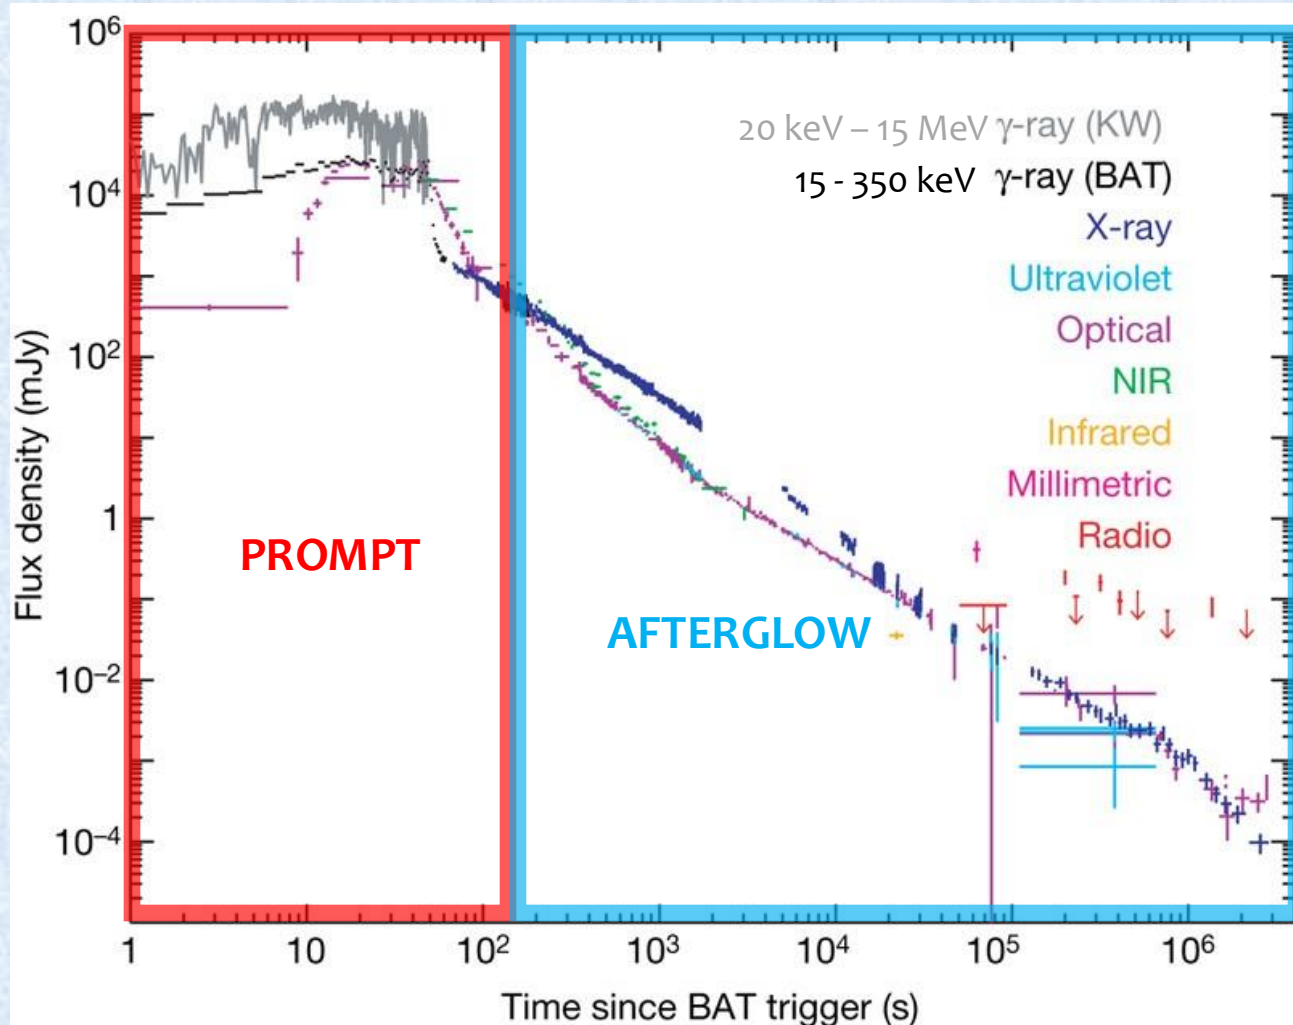 10⁶
10⁴
10²
1
10⁻²
10⁻⁴
Flux density (mJy)
20 keV – 15 MeV γ-ray (KW)
15 - 350 keV γ-ray (BAT)
X-ray
Ultraviolet
Optical
NIR
Infrared
Millimetric
Radio
PROMPT
AFTERGLOW
1 10 10² 10³ 10⁴ 10⁵ 10⁶
Time since BAT trigger (s)